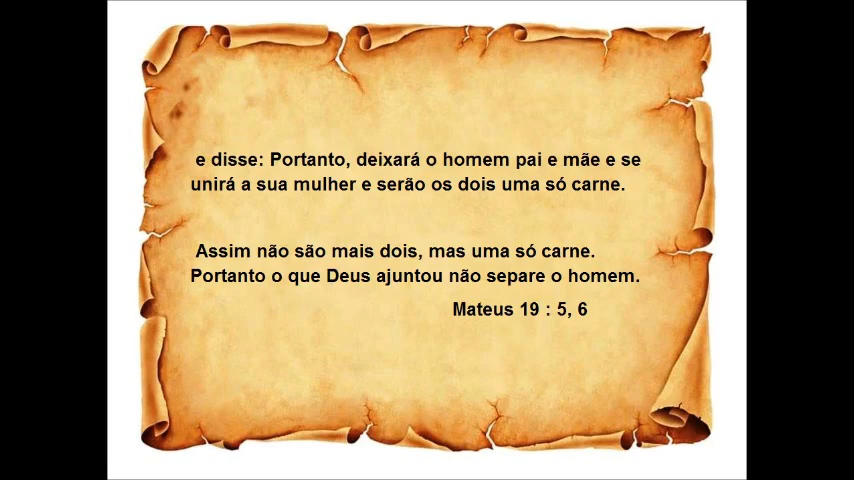 e disse: Portanto, deixará o homem pai e mãe e se
unirá a sua mulher e serão os dois uma só carne.
Assim não são mais dois, mas uma só carne.
Portanto o que Deus ajuntou não separe o homem.
Mateus 19 : 5, 6